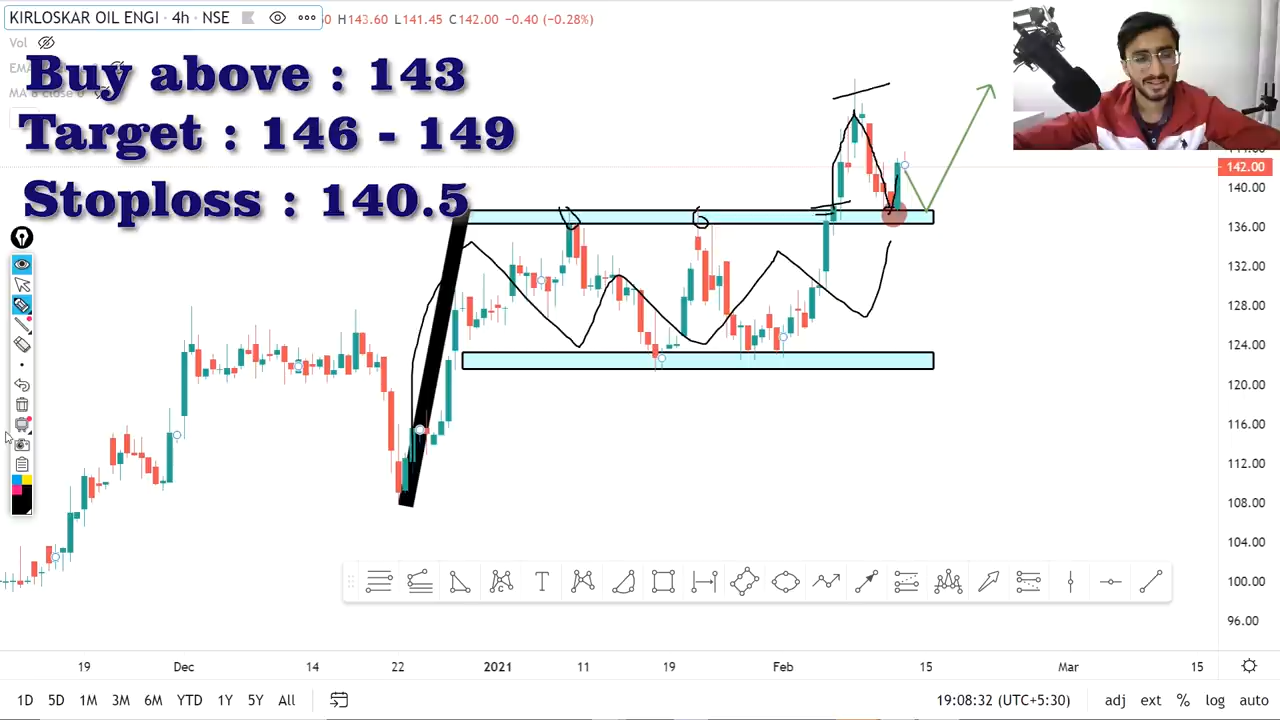 KIRLOSKAR OIL ENGI · 4h · NSE
H143.60 L141.45 C142.00 −0.40 (−0.28%)
Vol
Buy above : 143
Target : 146 - 149
Stoploss : 140.5
142.00
140.00
136.00
132.00
128.00
124.00
120.00
116.00
112.00
108.00
104.00
100.00
96.00
T
19 Dec 14 22 2021 11 19 Feb 15 Mar 15
1D 5D 1M 3M 6M YTD 1Y 5Y All 19:08:32 (UTC+5:30) adj ext % log auto